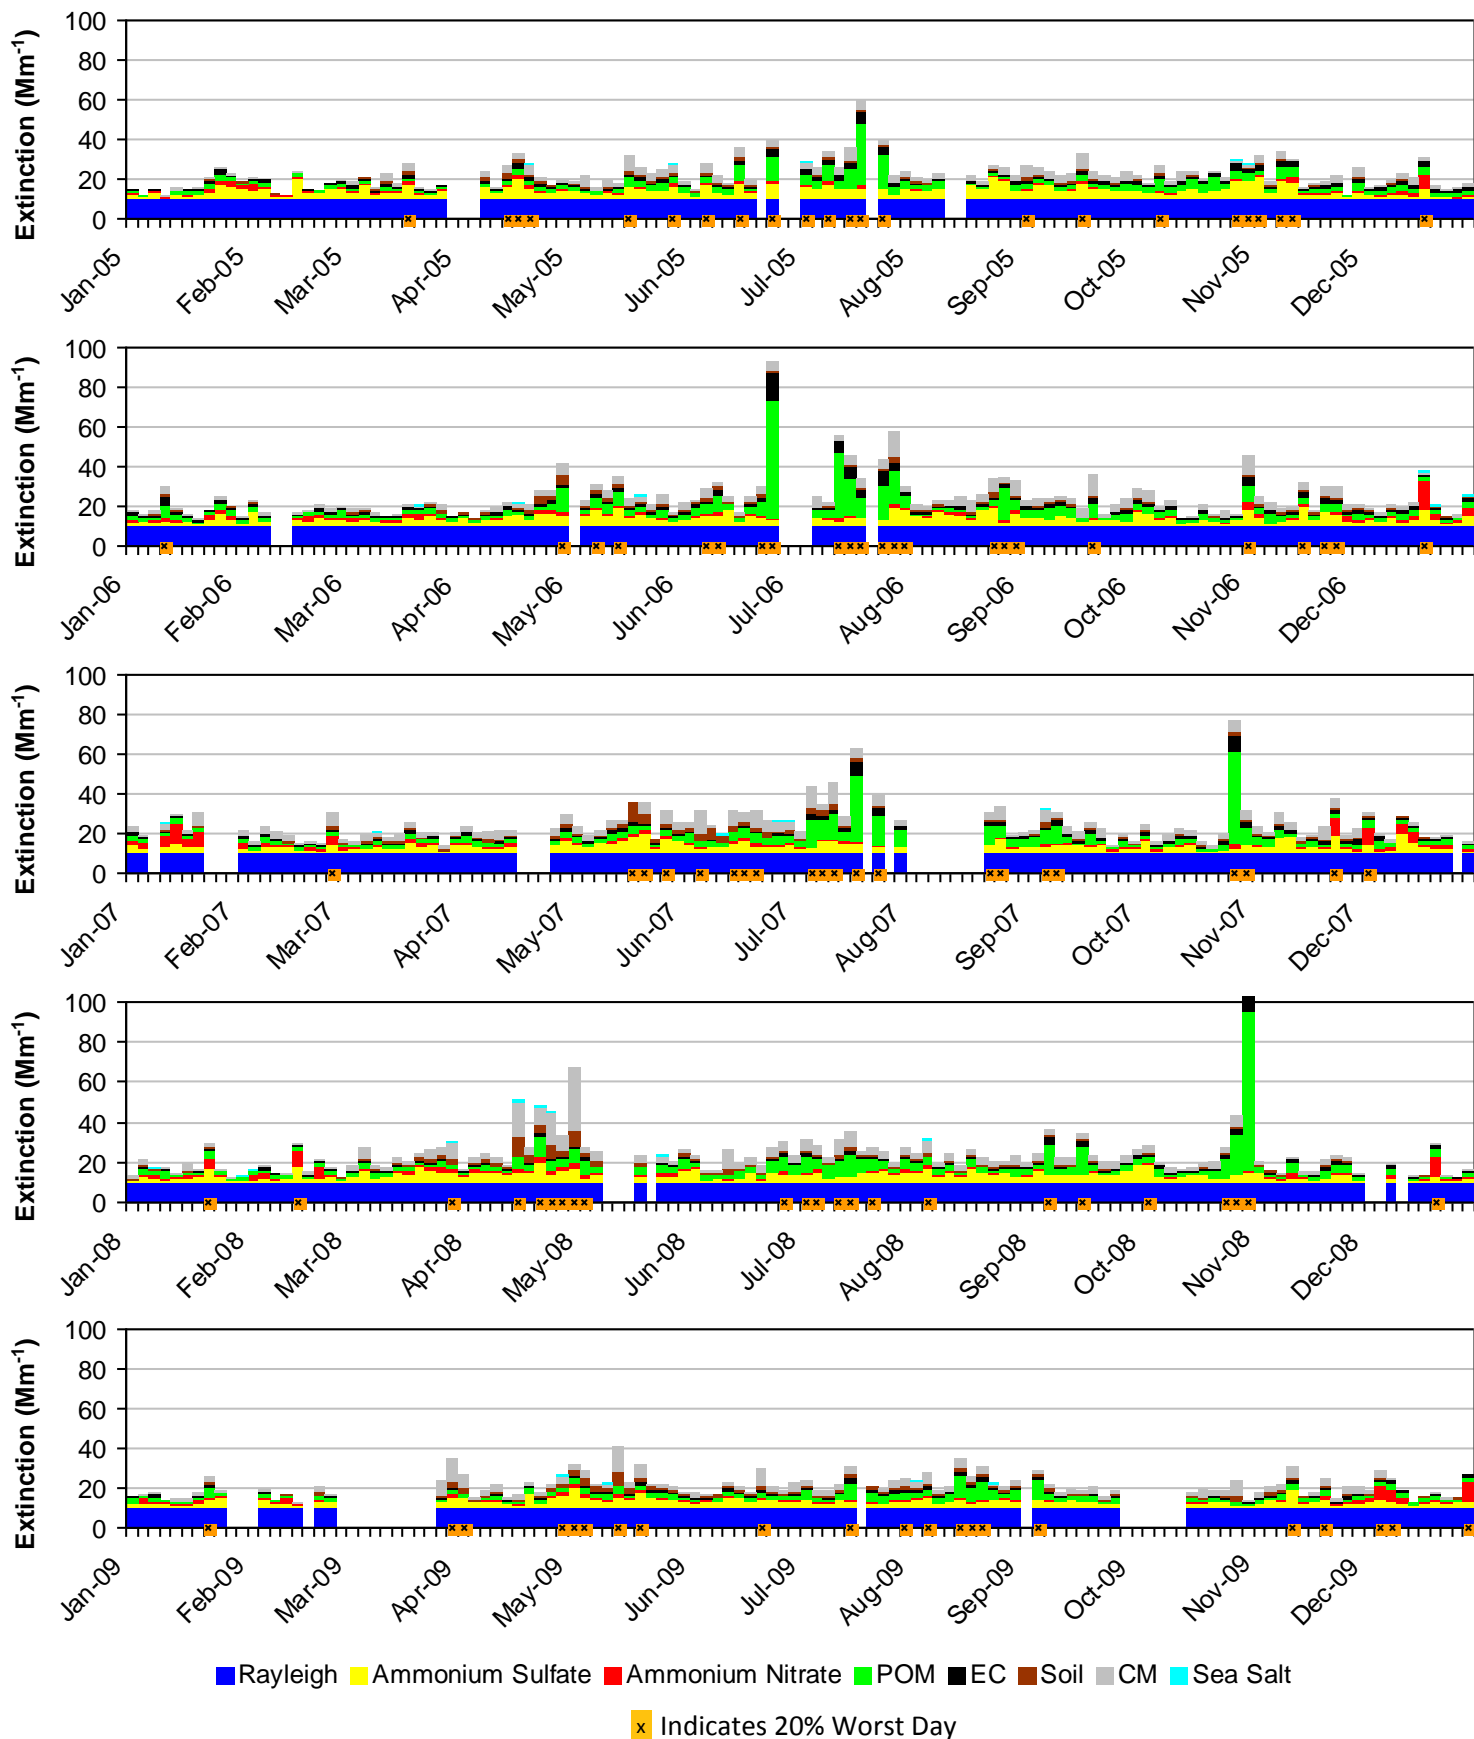 Extinction (Mm-1)
100
80
60
40
20
0
Jan-05 Feb-05 Mar-05 Apr-05 May-05 Jun-05 Jul-05 Aug-05 Sep-05 Oct-05 Nov-05 Dec-05
Extinction (Mm-1)
100
80
60
40
20
0
Jan-06 Feb-06 Mar-06 Apr-06 May-06 Jun-06 Jul-06 Aug-06 Sep-06 Oct-06 Nov-06 Dec-06
Extinction (Mm-1)
100
80
60
40
20
0
Jan-07 Feb-07 Mar-07 Apr-07 May-07 Jun-07 Jul-07 Aug-07 Sep-07 Oct-07 Nov-07 Dec-07
Extinction (Mm-1)
100
80
60
40
20
0
Jan-08 Feb-08 Mar-08 Apr-08 May-08 Jun-08 Jul-08 Aug-08 Sep-08 Oct-08 Nov-08 Dec-08
Extinction (Mm-1)
100
80
60
40
20
0
Jan-09 Feb-09 Mar-09 Apr-09 May-09 Jun-09 Jul-09 Aug-09 Sep-09 Oct-09 Nov-09 Dec-09
Rayleigh Ammonium Sulfate Ammonium Nitrate POM EC Soil CM Sea Salt
x Indicates 20% Worst Day